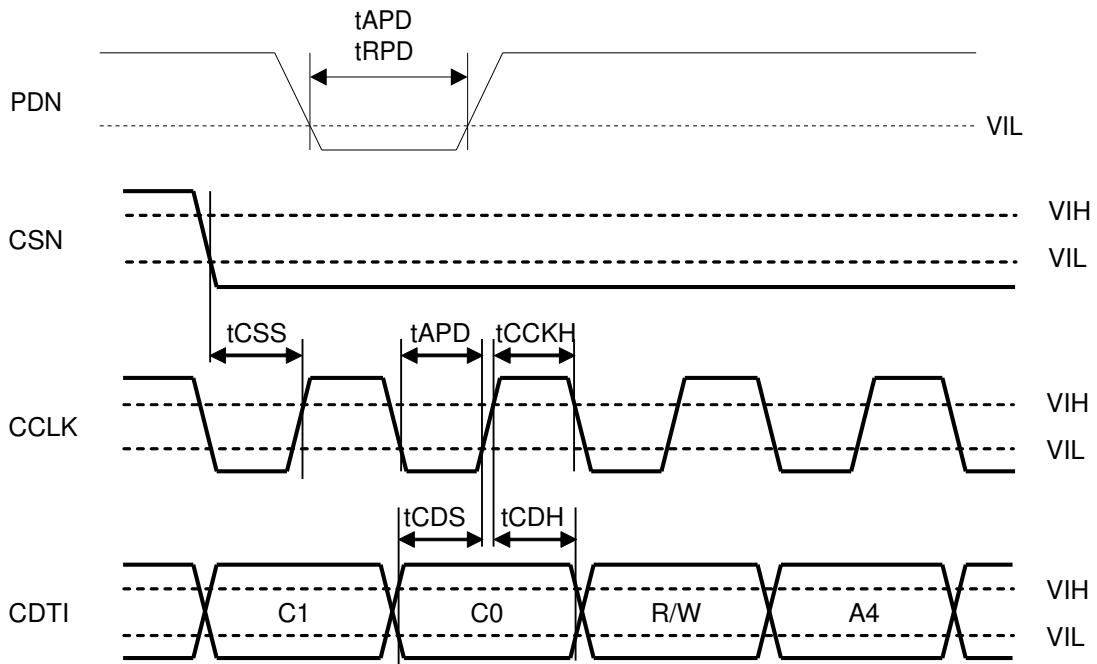 tAPD
tRPD
PDN
VIL
CSN
VIH
VIL
tCSS
tAPD
tCCKH
CCLK
VIH
VIL
tCDS
tCDH
CDTI
C1
C0
R/W
A4
VIH
VIL